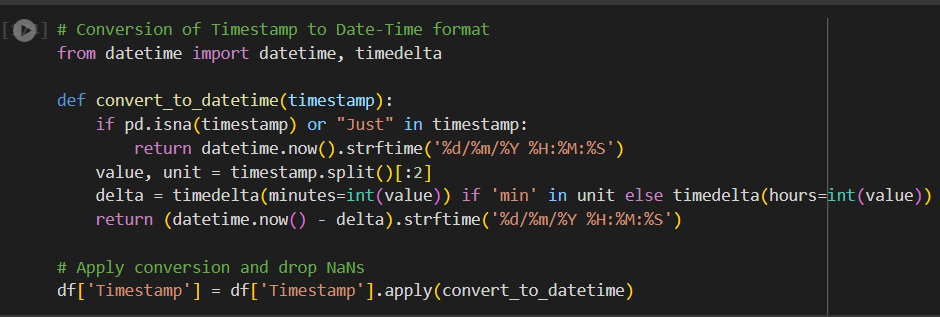 # Conversion of Timestamp to Date-Time format
from datetime import datetime, timedelta
def convert_to_datetime(timestamp):
    if pd.isna(timestamp) or "Just" in timestamp:
        return datetime.now().strftime('%d/%m/%Y %H:%M:%S')
    value, unit = timestamp.split()[:2]
    delta = timedelta(minutes=int(value)) if 'min' in unit else timedelta(hours=int(value))
    return (datetime.now() - delta).strftime('%d/%m/%Y %H:%M:%S')
# Apply conversion and drop NaNs
df['Timestamp'] = df['Timestamp'].apply(convert_to_datetime)